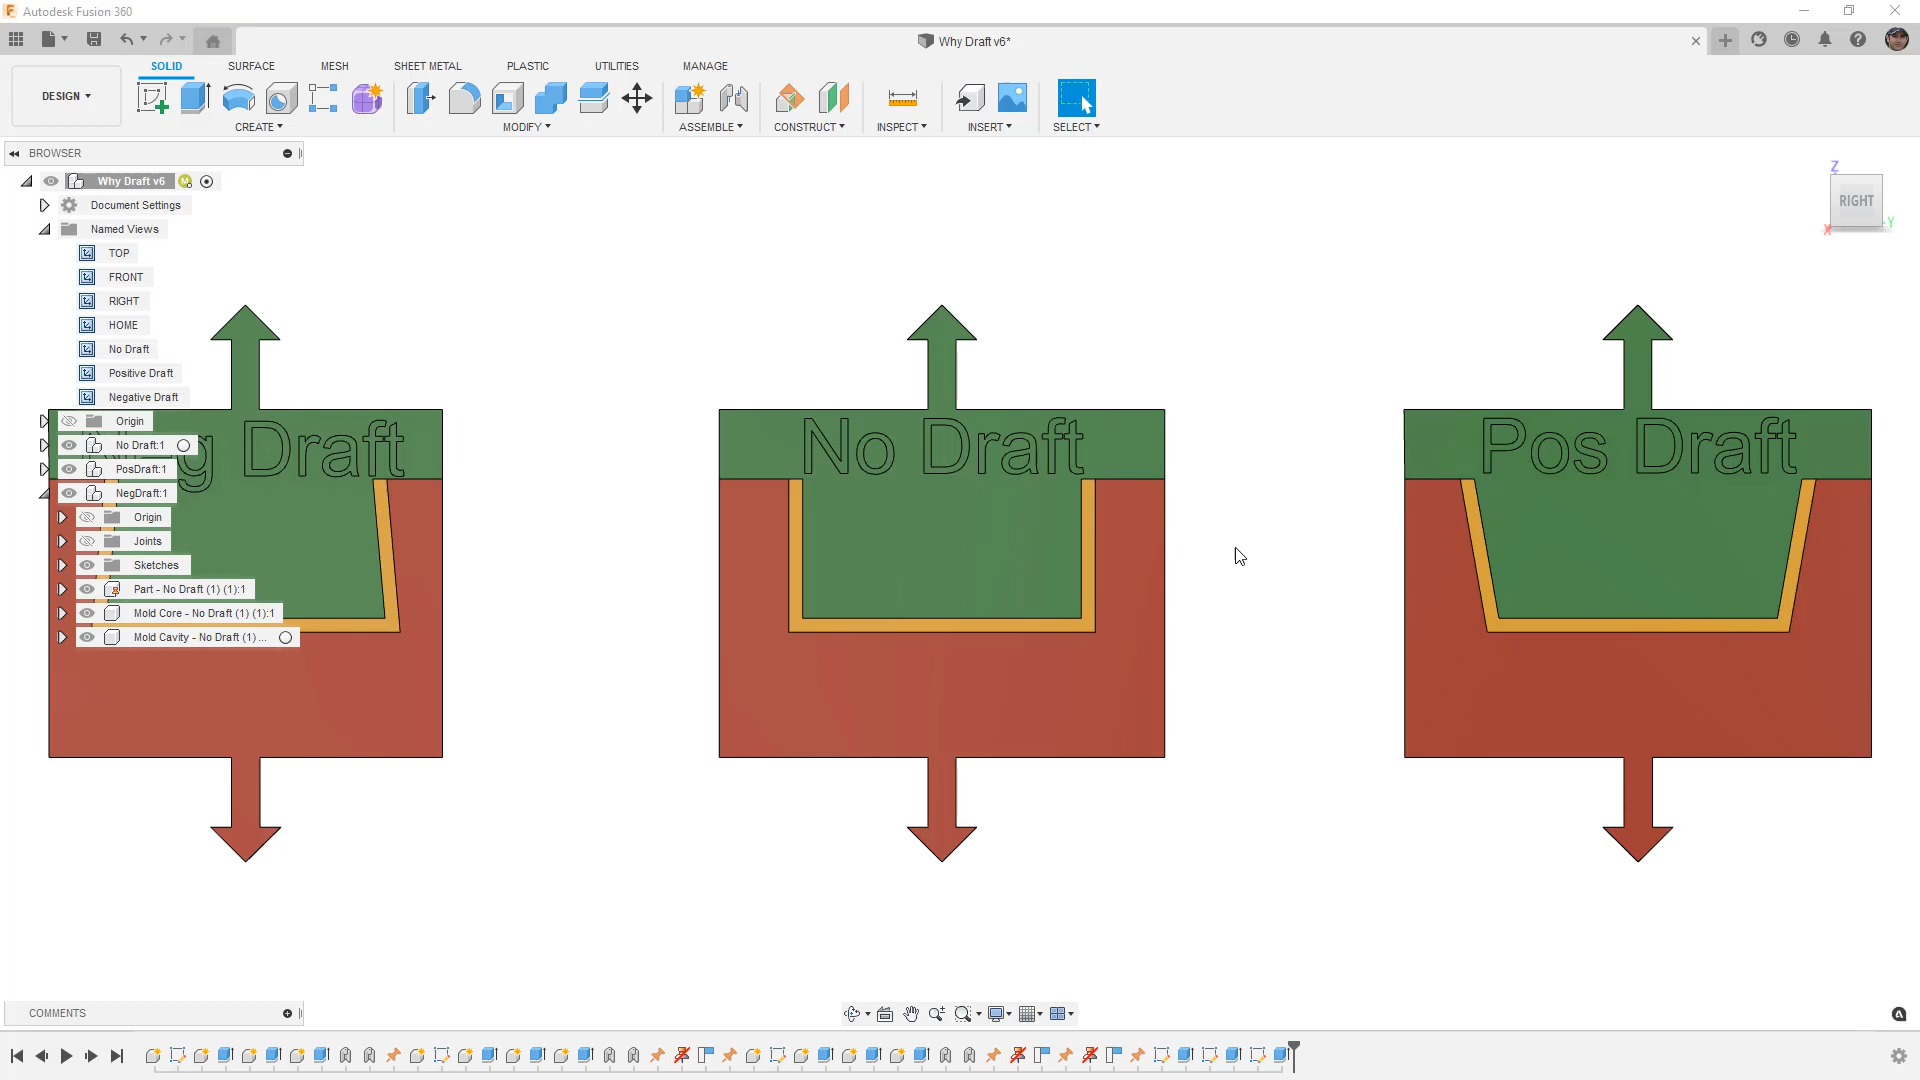 Autodesk Fusion 360
Why Draft v6*
SOLID SURFACE MESH SHEET METAL PLASTIC UTILITIES MANAGE
DESIGN
CREATE MODIFY ASSEMBLE CONSTRUCT INSPECT INSERT SELECT
BROWSER
Why Draft v6
Document Settings
Named Views
TOP
FRONT
RIGHT
HOME
No Draft
Positive Draft
Negative Draft
Origin
No Draft:1
PosDraft:1
NegDraft:1
Origin
Joints
Sketches
Part - No Draft (1) (1):1
Mold Core - No Draft (1) (1):1
Mold Cavity - No Draft (1) ...
Draft
No Draft
Pos Draft
Z
RIGHT
X
Y
COMMENTS